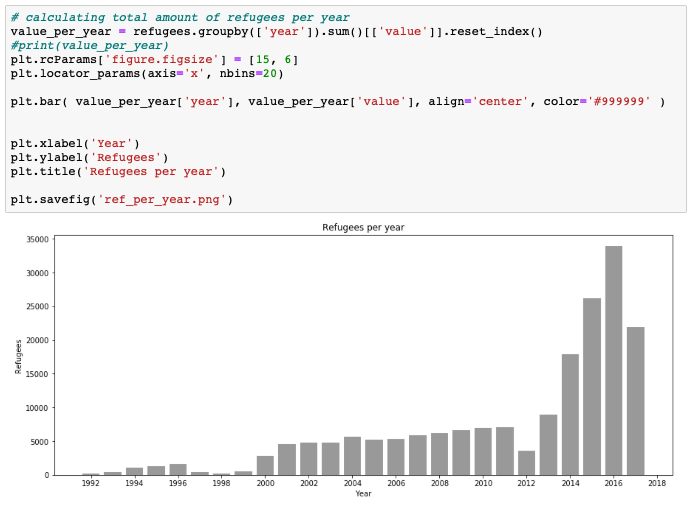 # calculating total amount of refugees per year
value_per_year = refugees.groupby(['year']).sum()[['value']].reset_index()
#print(value_per_year)
plt.rcParams['figure.figsize'] = [15, 6]
plt.locator_params(axis='x', nbins=20)
plt.bar( value_per_year['year'], value_per_year['value'], align='center', color='#999999' )
plt.xlabel('Year')
plt.ylabel('Refugees')
plt.title('Refugees per year')
plt.savefig('ref_per_year.png')
Refugees per year
35000
30000
25000
20000
15000
10000
5000
0
Refugees
1992 1994 1996 1998 2000 2002 2004 2006 2008 2010 2012 2014 2016 2018
Year